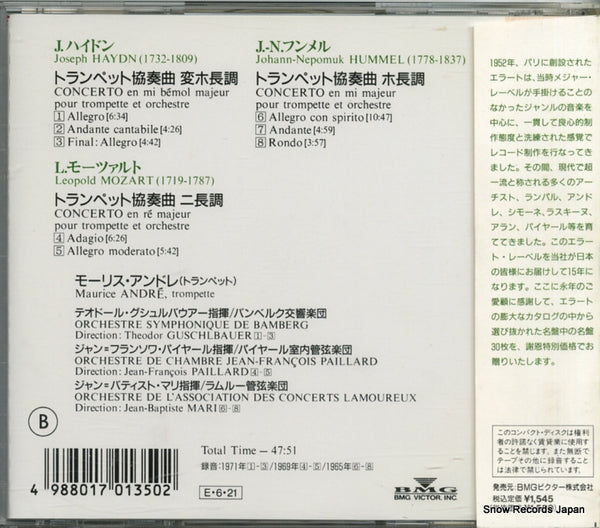 J.ハイドン
Joseph HAYDN (1732-1809)
トランペット協奏曲 変ホ長調
CONCERTO en mi bémol majeur
pour trompette et orchestre
1 Allegro [6:34]
2 Andante cantabile [4:26]
3 Final: Allegro [4:42]
L.モーツァルト
Leopold MOZART (1719-1787)
トランペット協奏曲 ニ長調
CONCERTO en ré majeur
pour trompette et orchestre
4 Adagio [6:26]
5 Allegro moderato [5:42]
J.-N.フンメル
Johann-Nepomuk HUMMEL (1778-1837)
トランペット協奏曲 ホ長調
CONCERTO en mi majeur
pour trompette et orchestre
6 Allegro con spirito [10:47]
7 Andante [4:59]
8 Rondo [3:57]
モーリス・アンドレ(トランペット)
Maurice ANDRÉ, trompette
テオドール・グシュルバウアー指揮/バンベルク交響楽団
ORCHESTRE SYMPHONIQUE DE BAMBERG
Direction: Theodor GUSCHLBAUER 1-3
ジャン=フランソワ・パイヤール指揮/パイヤール室内管弦楽団
ORCHESTRE DE CHAMBRE JEAN-FRANÇOIS PAILLARD
Direction: Jean-François PAILLARD 4-5
ジャン=バティスト・マリ指揮/ラムルー管弦楽団
ORCHESTRE DE L'ASSOCIATION DES CONCERTS LAMOUREUX
Direction: Jean-Baptiste MARI 6-8
B
4 988017 013502
Total Time — 47:51
録音:1971年1-3/1969年4-5/1965年6-8
E・6・21
BMG
BMG VICTOR, INC.
1952年、パリに創設された
エラートは、当時メジャー・
レーベルが手掛けることの
なかったジャンルの音楽を
中心に、一貫して良心的制
作態度と洗練された感覚で
レコード制作を行なってき
ました。その間、現代で超
一流と称される多くのアー
チスト、ランパル、アンド
レ、シモーネ、ラスキーヌ、
アラン、パイヤール等を育
ててきました。このエラー
ト・レーベルを当社が日本
の皆様にお届けして15年に
なります。ここに永年のご
愛顧に感謝して、エラート
の膨大なカタログの中から
選び抜かれた名盤中の名盤
30枚を、謝恩特別価格でお
贈りいたします。
このコンパクト・ディスクは権利
者の許諾なく賃貸業に使用する
ことを禁じます。また無断で
テープその他に録音すること
は法律で禁じられています。
発売元:BMGビクター株式会社
税込定価¥1,545
Snow Records Japan